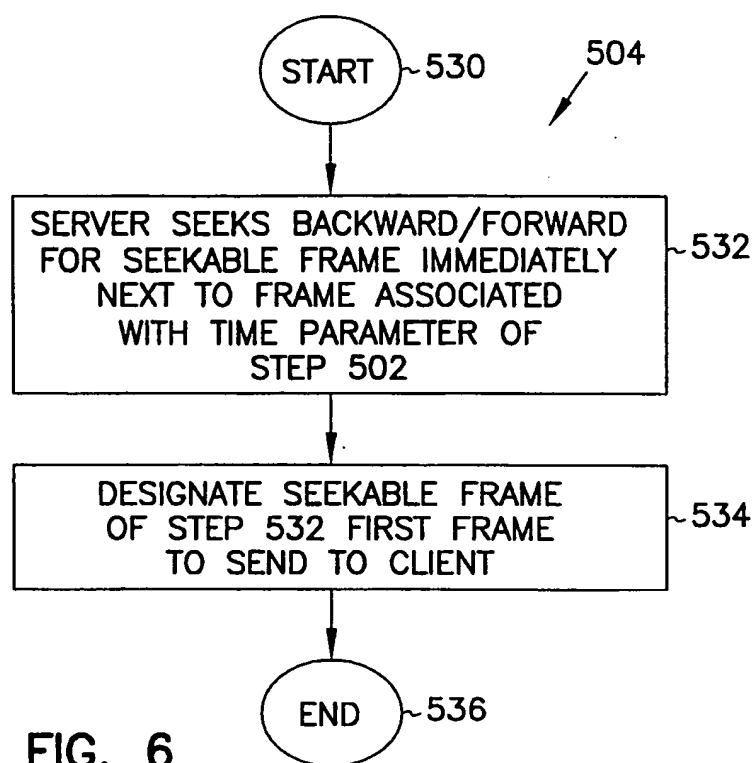 START
530
504
SERVER SEEKS BACKWARD/FORWARD
FOR SEEKABLE FRAME IMMEDIATELY
NEXT TO FRAME ASSOCIATED
WITH TIME PARAMETER OF
STEP 502
532
DESIGNATE SEEKABLE FRAME
OF STEP 532 FIRST FRAME
TO SEND TO CLIENT
534
END
536
FIG. 6